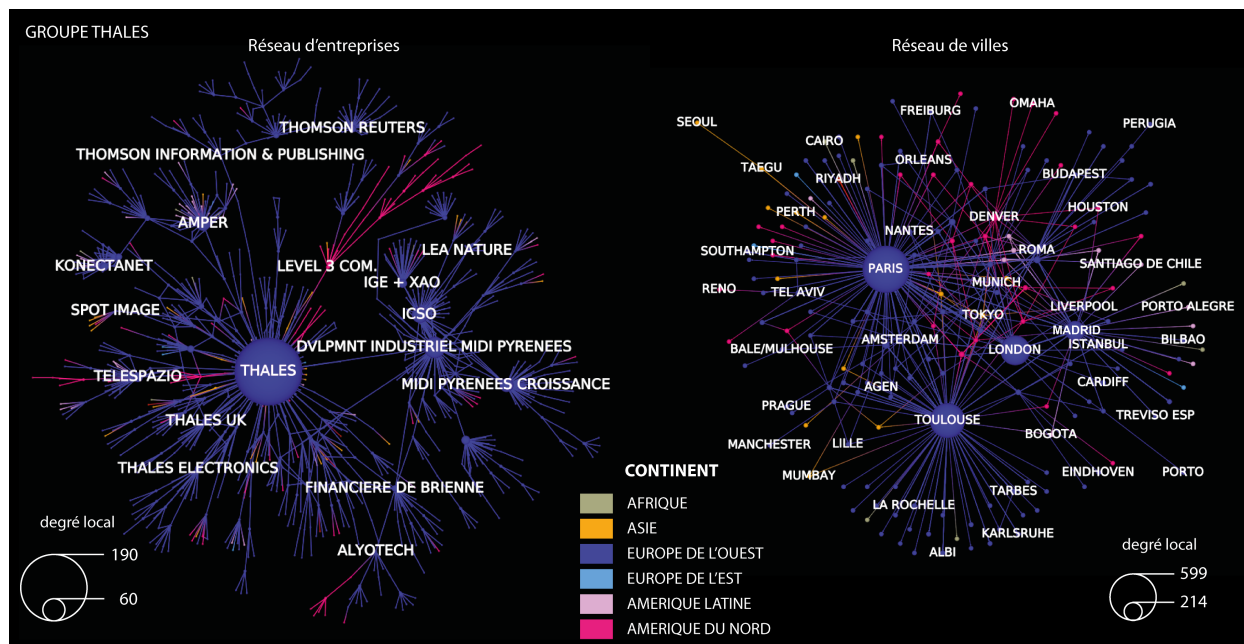 GROUPE THALES
Réseau d'entreprises
THOMSON REUTERS
THOMSON INFORMATION & PUBLISHING
AMPER
LEA NATURE
KONECTANET
LEVEL 3 COM.
IGE + XAO
SPOT IMAGE
ICSO
DVLPMNT INDUSTRIEL MIDI PYRENEES
THALES
TELESPAZIO
MIDI PYRENEES CROISSANCE
THALES UK
THALES ELECTRONICS
FINANCIERE DE BRIENNE
ALYOTECH
degré local
190
60
Réseau de villes
FREIBURG
OMAHA
SEOUL
PERUGIA
CAIRO
ORLEANS
TAEGU
RIYADH
BUDAPEST
PERTH
DENVER
HOUSTON
NANTES
SOUTHAMPTON
ROMA
PARIS
SANTIAGO DE CHILE
MUNICH
RENO
TEL AVIV
LIVERPOOL
PORTO ALEGRE
TOKYO
MADRID
AMSTERDAM
BILBAO
ISTANBUL
BALE/MULHOUSE
LONDON
CARDIFF
AGEN
PRAGUE
TREVISO ESP
TOULOUSE
BOGOTA
MANCHESTER
LILLE
MUMBAY
EINDHOVEN
PORTO
TARBES
LA ROCHELLE
KARLSRUHE
ALBI
CONTINENT
AFRIQUE
ASIE
EUROPE DE L'OUEST
EUROPE DE L'EST
AMERIQUE LATINE
AMERIQUE DU NORD
degré local
599
214